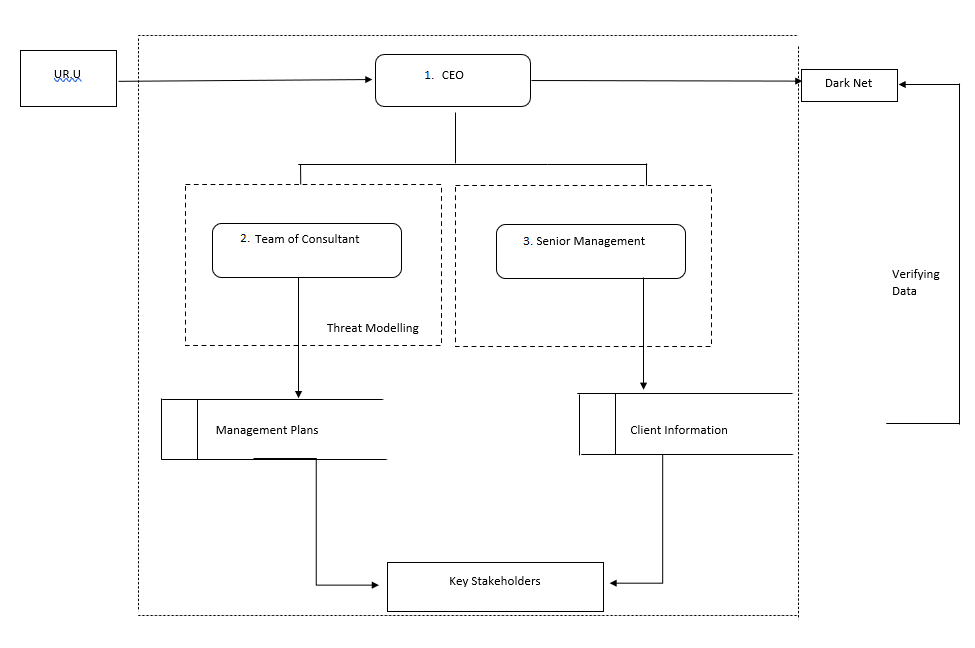 UR.U
1. CEO
Dark Net
2. Team of Consultant
3. Senior Management
Verifying
Data
Threat Modelling
Management Plans
Client Information
Key Stakeholders